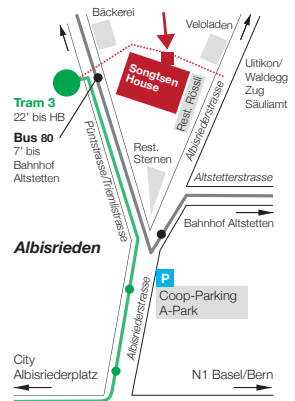 Bäckerei
Veloladen
Songtsen
House
Rest. Rössli
Albisriederstrasse
Uitikon/
Waldegg
Zug
Säuliamt
Tram 3
22’ bis HB
Bus 80
7’ bis
Bahnhof
Altstetten
Püntstrasse/Triemlistrasse
Rest.
Sternen
Altstetterstrasse
Bahnhof Altstetten
Albisrieden
P
Coop-Parking
A-Park
Albisriederstrasse
City
Albisriederplatz
N1 Basel/Bern